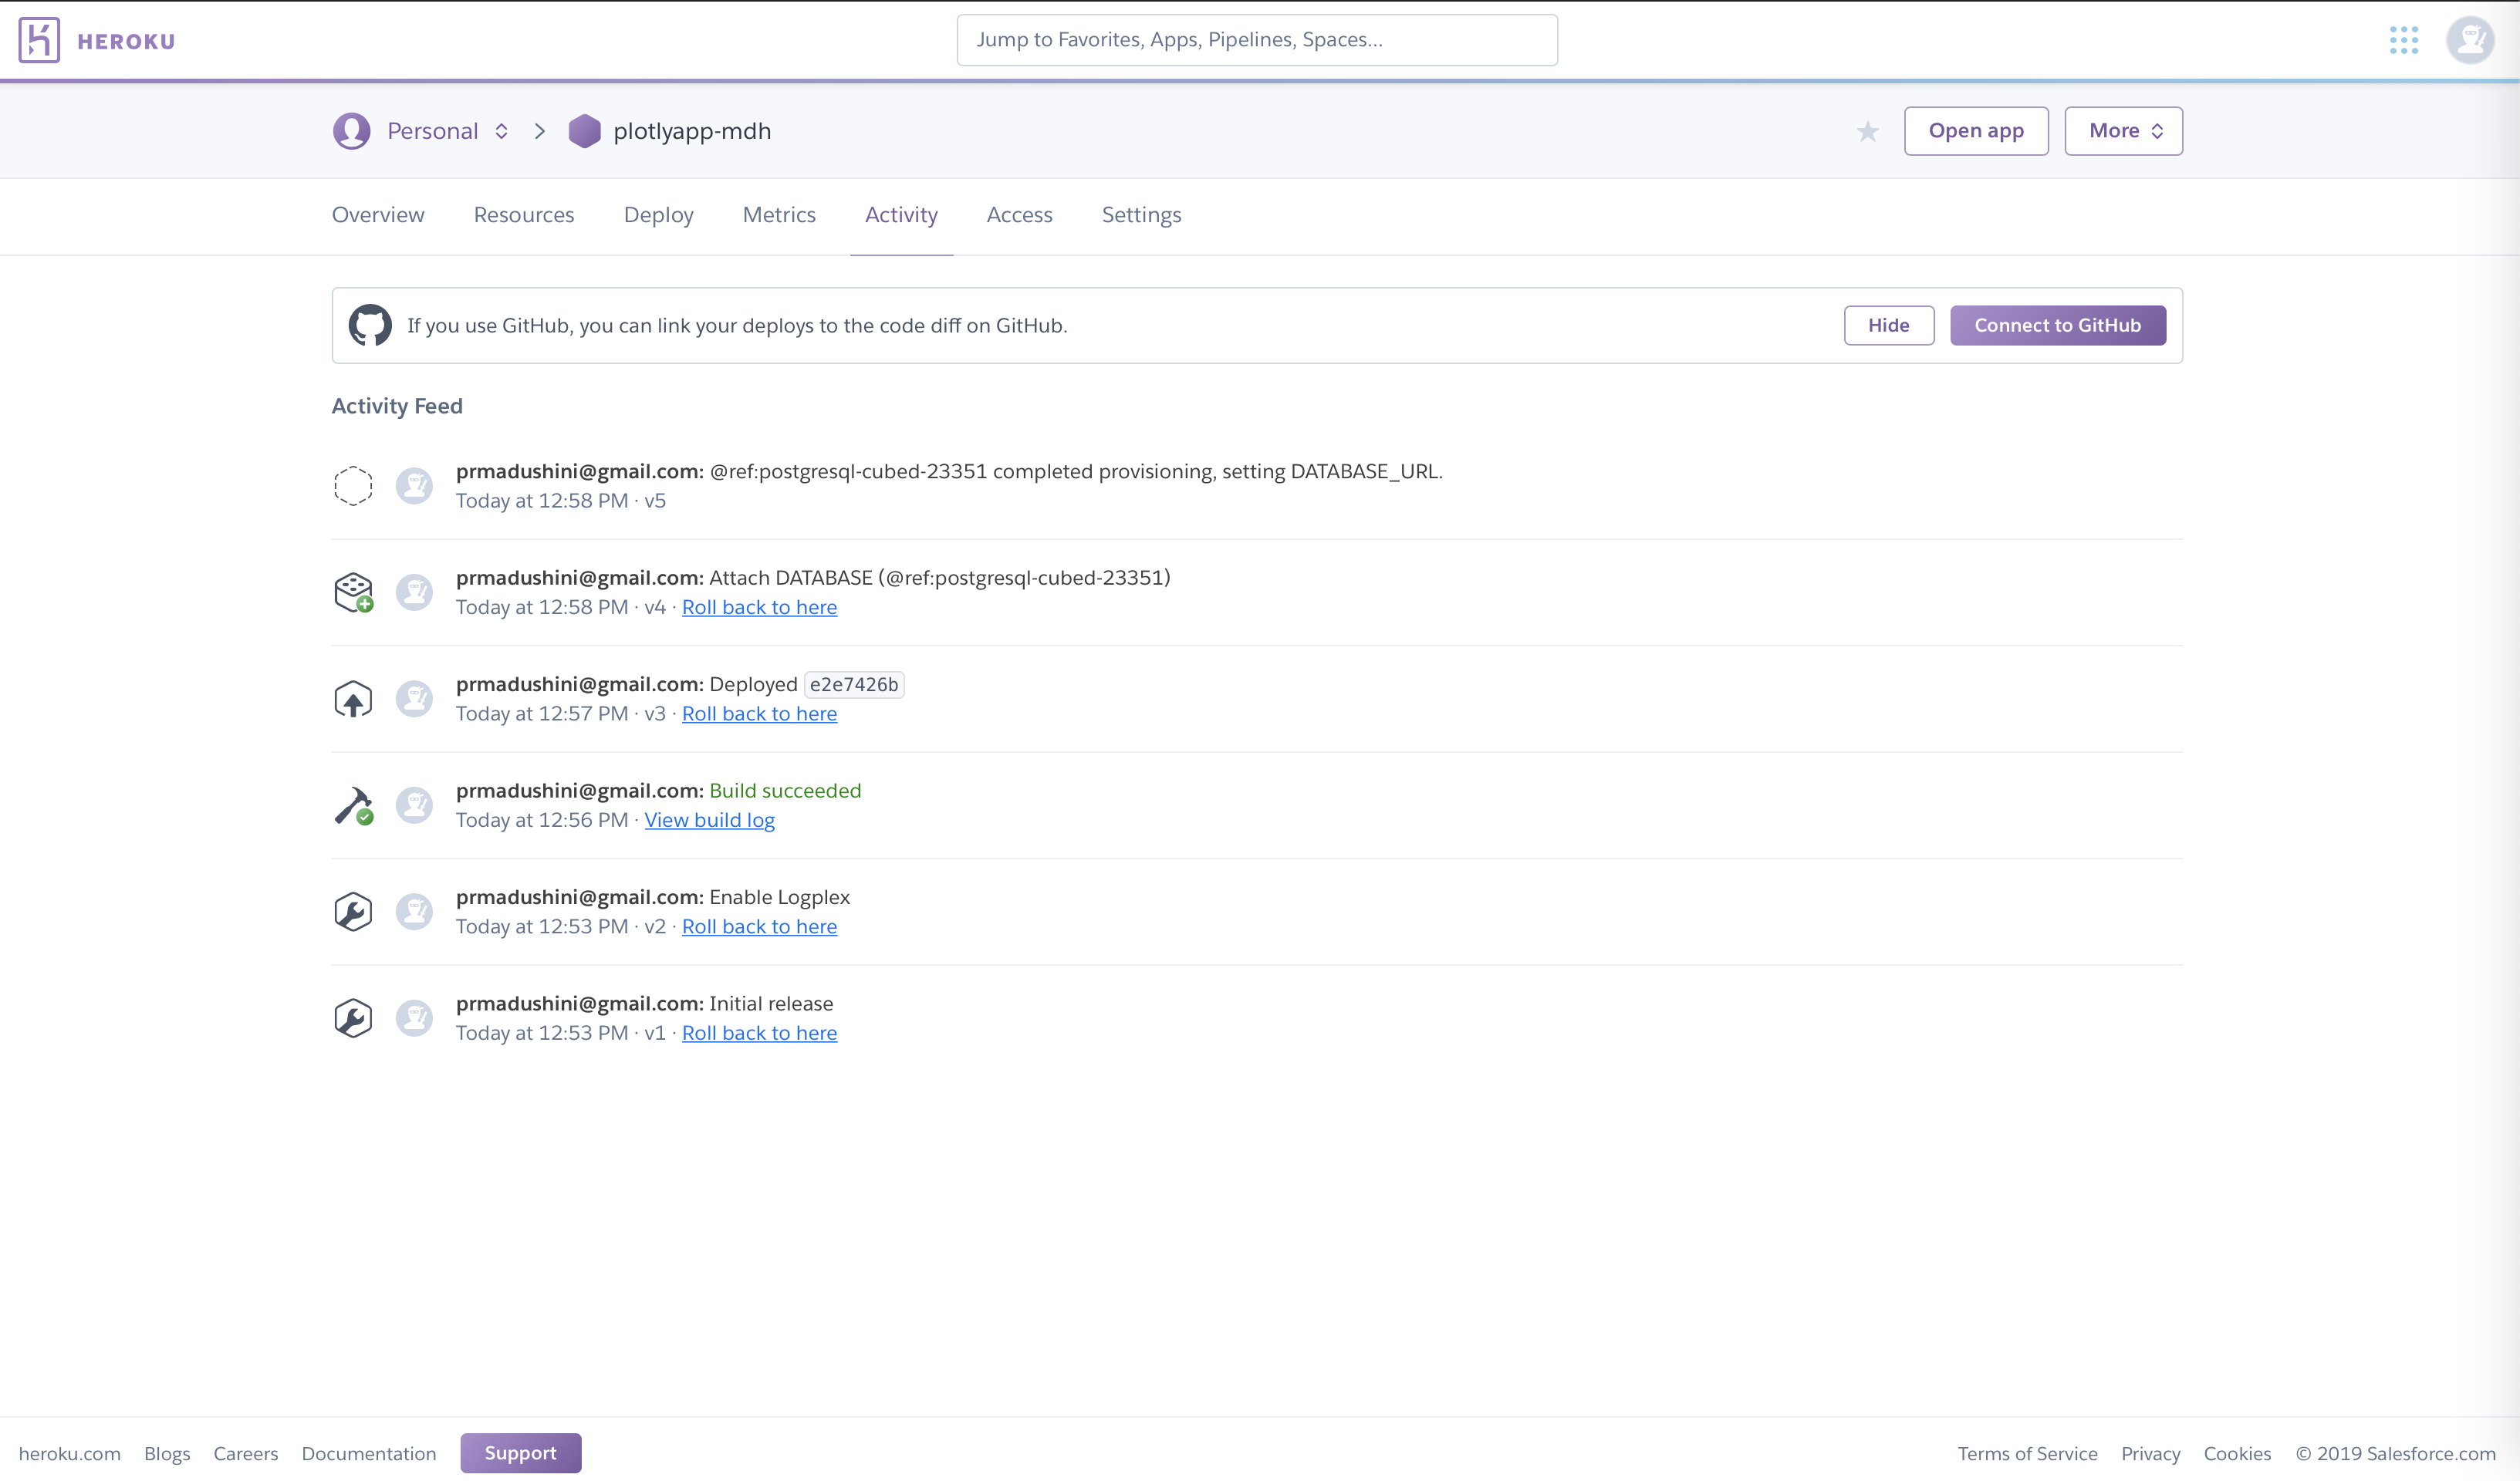 HEROKU
Jump to Favorites, Apps, Pipelines, Spaces...
Personal > plotlyapp-mdh
Open app
More
Overview Resources Deploy Metrics Activity Access Settings
If you use GitHub, you can link your deploys to the code diff on GitHub.
Hide
Connect to GitHub
Activity Feed
prmadushini@gmail.com: @ref:postgresql-cubed-23351 completed provisioning, setting DATABASE_URL.
Today at 12:58 PM · v5
prmadushini@gmail.com: Attach DATABASE (@ref:postgresql-cubed-23351)
Today at 12:58 PM · v4 · Roll back to here
prmadushini@gmail.com: Deployed e2e7426b
Today at 12:57 PM · v3 · Roll back to here
prmadushini@gmail.com: Build succeeded
Today at 12:56 PM · View build log
prmadushini@gmail.com: Enable Logplex
Today at 12:53 PM · v2 · Roll back to here
prmadushini@gmail.com: Initial release
Today at 12:53 PM · v1 · Roll back to here
heroku.com Blogs Careers Documentation Support
Terms of Service Privacy Cookies © 2019 Salesforce.com